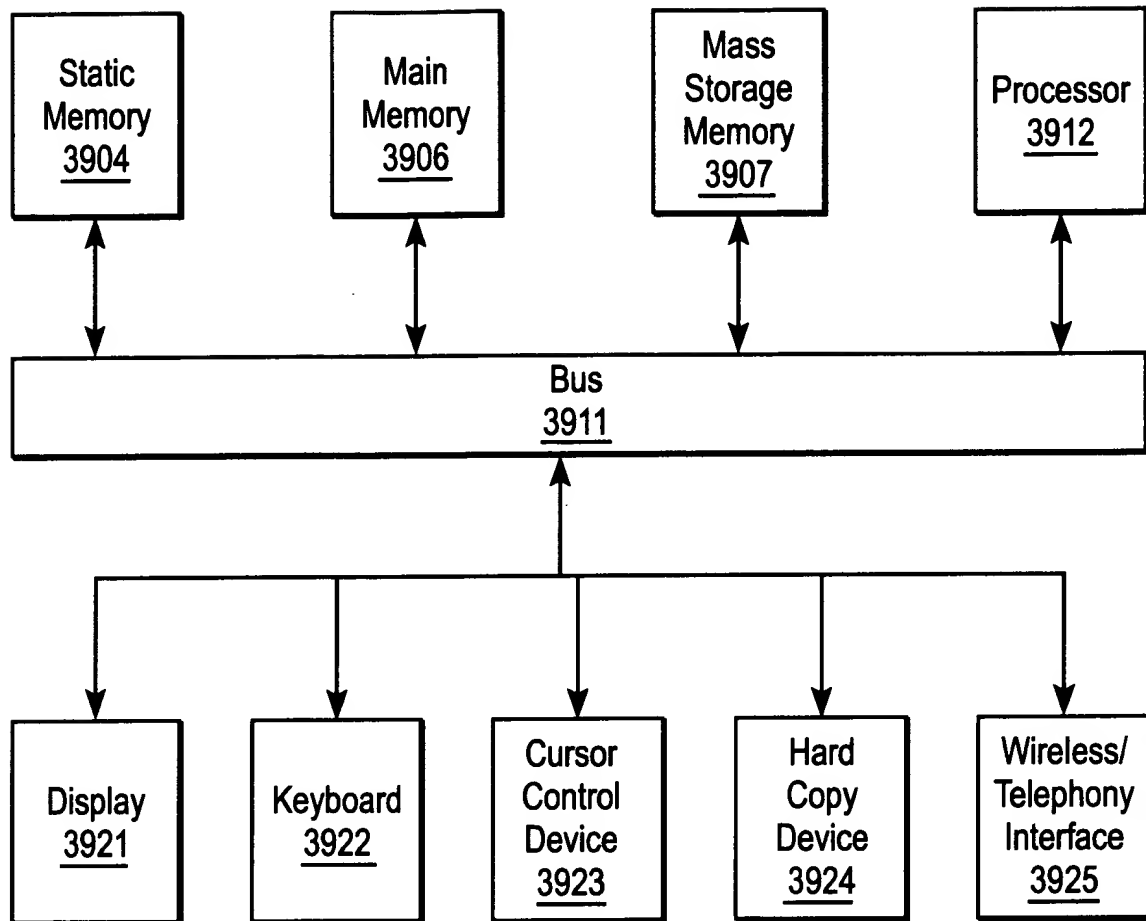 Static
Memory
3904
Main
Memory
3906
Mass
Storage
Memory
3907
Processor
3912
Bus
3911
Display
3921
Keyboard
3922
Cursor
Control
Device
3923
Hard
Copy
Device
3924
Wireless/
Telephony
Interface
3925